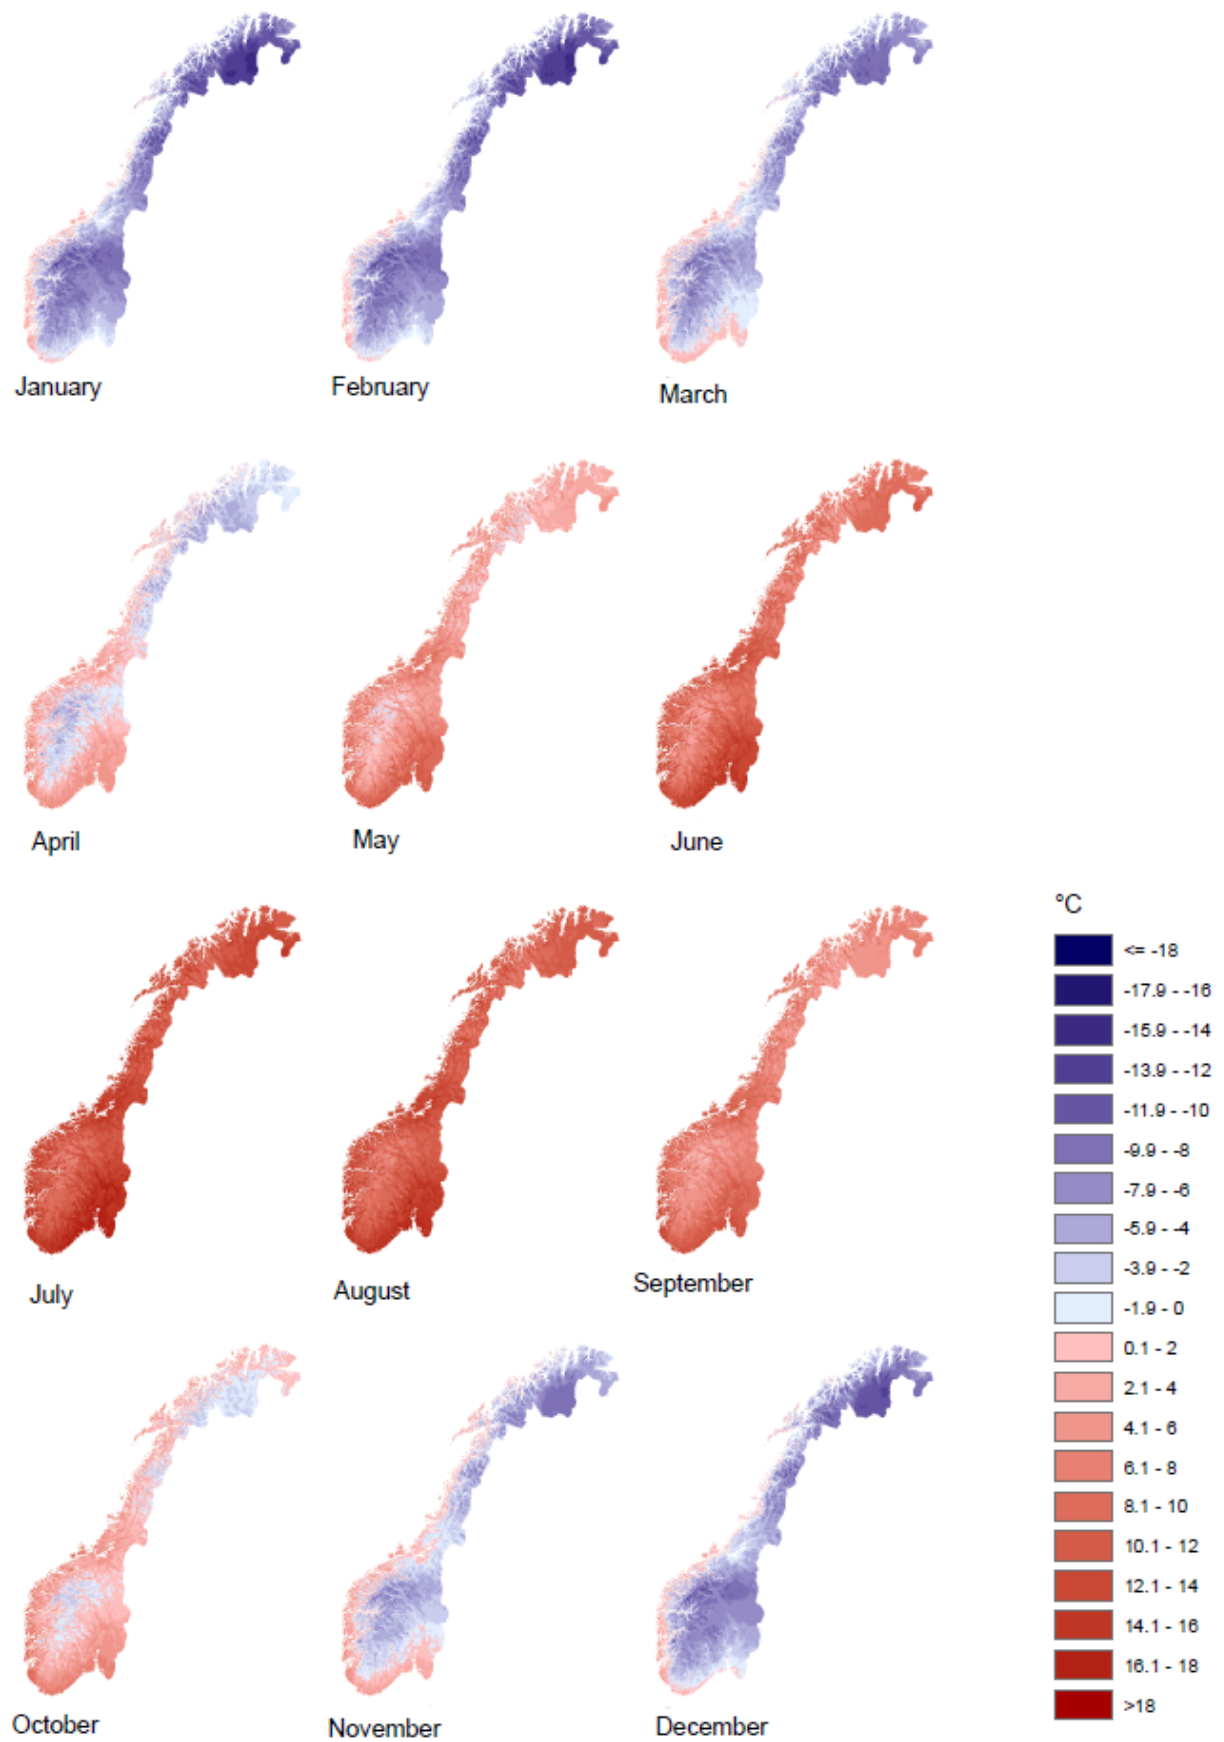 January
February
March
April
May
June
July
August
September
°C
<= -18
-17.9 - -16
-15.9 - -14
-13.9 - -12
-11.9 - -10
-9.9 - -8
-7.9 - -6
-5.9 - -4
-3.9 - -2
-1.9 - 0
0.1 - 2
2.1 - 4
4.1 - 6
6.1 - 8
8.1 - 10
10.1 - 12
12.1 - 14
14.1 - 16
16.1 - 18
>18
October
November
December